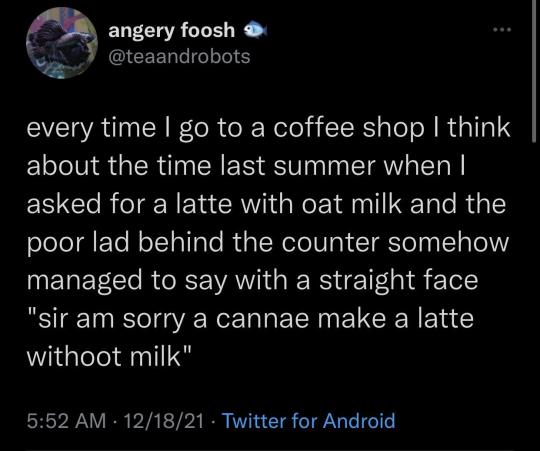 angery foosh 🐟
@teaandrobots
every time I go to a coffee shop I think
about the time last summer when I
asked for a latte with oat milk and the
poor lad behind the counter somehow
managed to say with a straight face
"sir am sorry a cannae make a latte
withoot milk"
5:52 AM · 12/18/21 · Twitter for Android